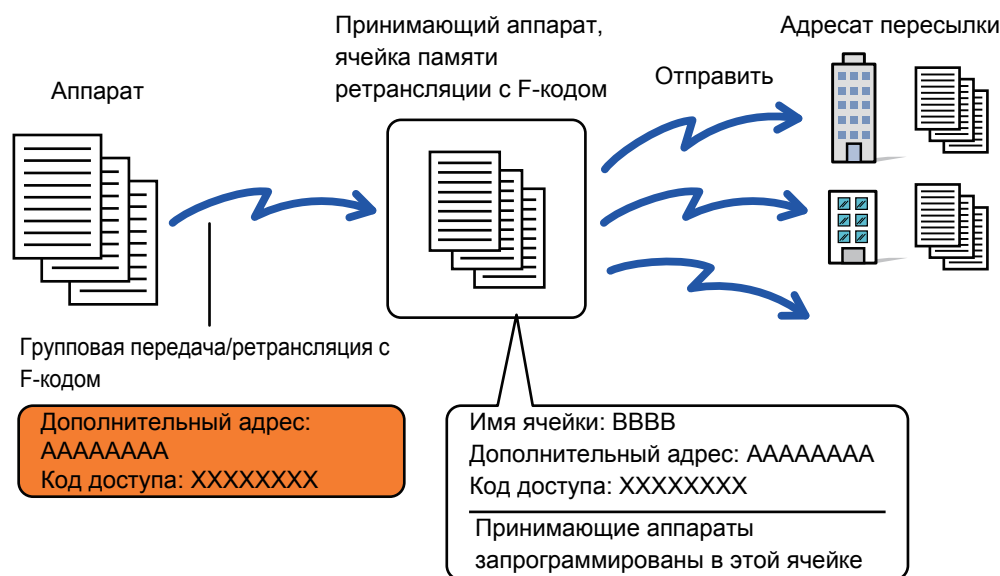 Аппарат
Принимающий аппарат,
ячейка памяти
ретрансляции с F-кодом
Отправить
Адресат пересылки
Групповая передача/ретрансляция с
F-кодом
Дополнительный адрес:
AAAAAAAA
Код доступа: XXXXXXXX
Имя ячейки: BBBB
Дополнительный адрес: AAAAAAAA
Код доступа: XXXXXXXX
Принимающие аппараты
запрограммированы в этой ячейке